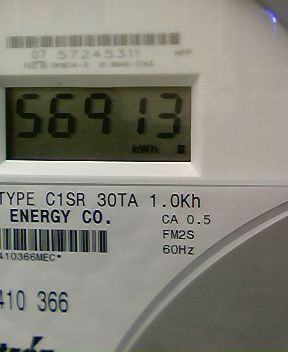 07 57245311
56913
kWh
TYPE C1SR 30TA 1.0Kh
ENERGY CO.
CA 0.5
FM2S
60Hz
410366MEC*
410 366